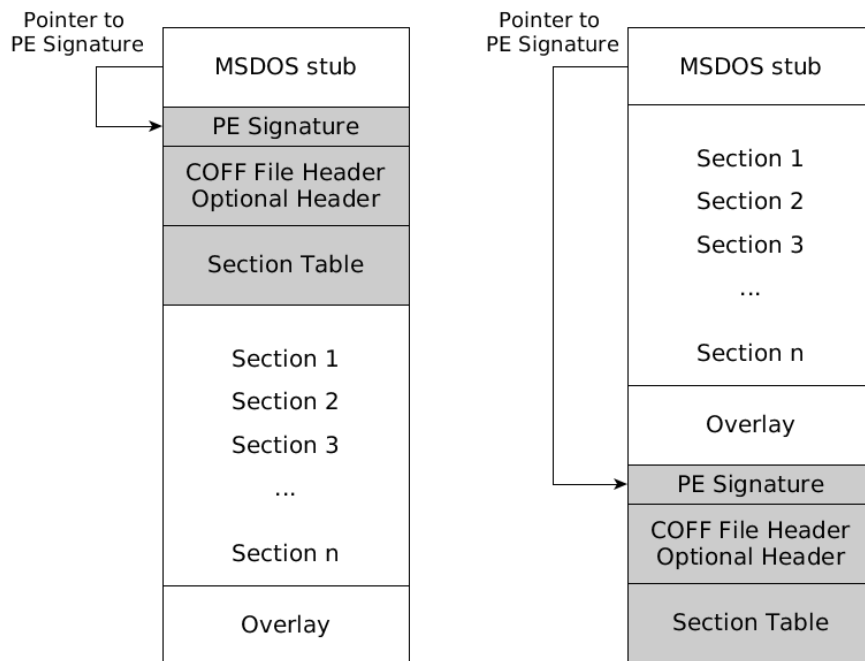 Pointer to
PE Signature
MSDOS stub
PE Signature
COFF File Header
Optional Header
Section Table
Section 1
Section 2
Section 3
...
Section n
Overlay
Pointer to
PE Signature
MSDOS stub
Section 1
Section 2
Section 3
...
Section n
Overlay
PE Signature
COFF File Header
Optional Header
Section Table